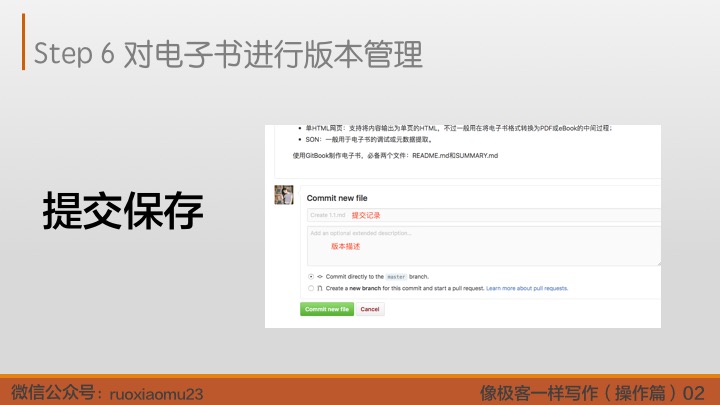 Step 6 对电子书进行版本管理
提交保存
• 单HTML网页：支持将内容输出为单页的HTML，不过一般用在将电子书格式转换为PDF或eBook的中间过程；
• SON：一般用于电子书的调试或元数据提取。
使用GitBook制作电子书，必备两个文件：README.md和SUMMARY.md
Commit new file
Create 1.1.md 提交记录
Add an optional extended description...
版本描述
Commit directly to the master branch.
Create a new branch for this commit and start a pull request. Learn more about pull requests.
Commit new file Cancel
微信公众号：ruoxiaomu23
像极客一样写作（操作篇）02